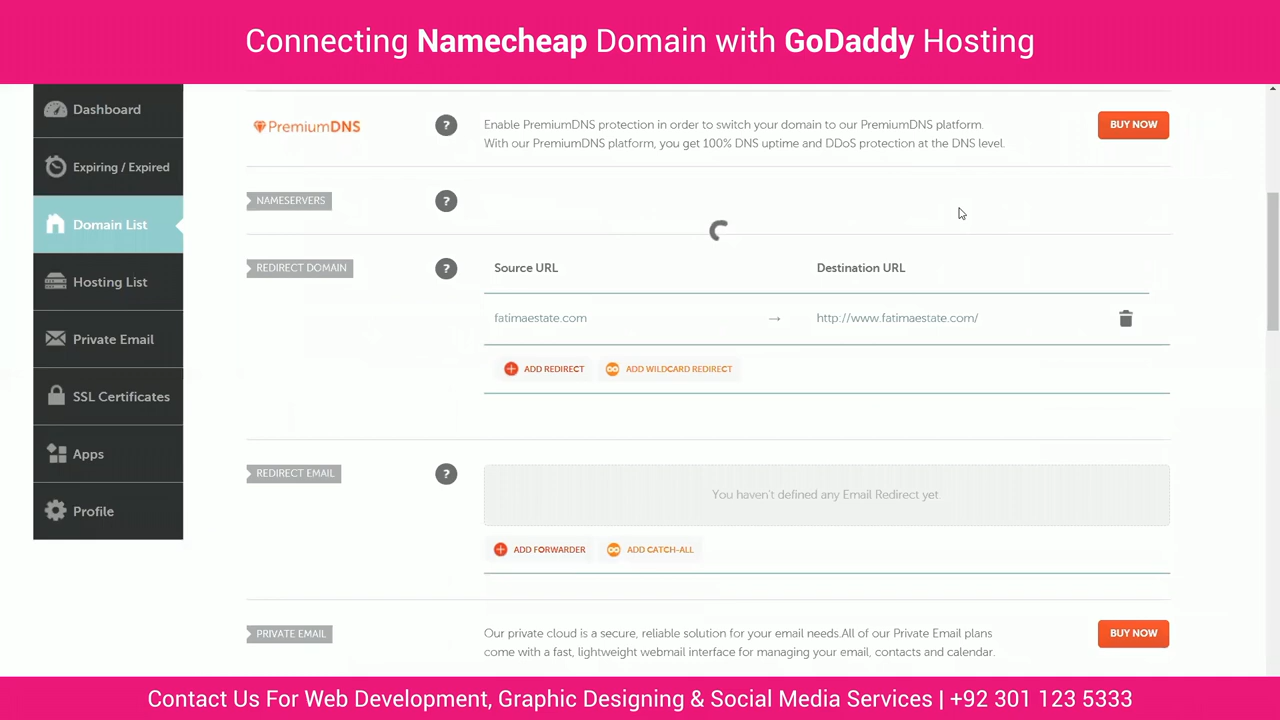 Connecting Namecheap Domain with GoDaddy Hosting
Dashboard
Expiring / Expired
Domain List
Hosting List
Private Email
SSL Certificates
Apps
Profile
PremiumDNS
?
Enable PremiumDNS protection in order to switch your domain to our PremiumDNS platform.
With our PremiumDNS platform, you get 100% DNS uptime and DDoS protection at the DNS level.
BUY NOW
NAMESERVERS
?
REDIRECT DOMAIN
?
Source URL
Destination URL
fatimaestate.com
→
http://www.fatimaestate.com/
ADD REDIRECT
ADD WILDCARD REDIRECT
REDIRECT EMAIL
?
You haven't defined any Email Redirect yet
ADD FORWARDER
ADD CATCH-ALL
PRIVATE EMAIL
Our private cloud is a secure, reliable solution for your email needs.All of our Private Email plans
come with a fast, lightweight webmail interface for managing your email, contacts and calendar.
BUY NOW
Contact Us For Web Development, Graphic Designing & Social Media Services | +92 301 123 5333